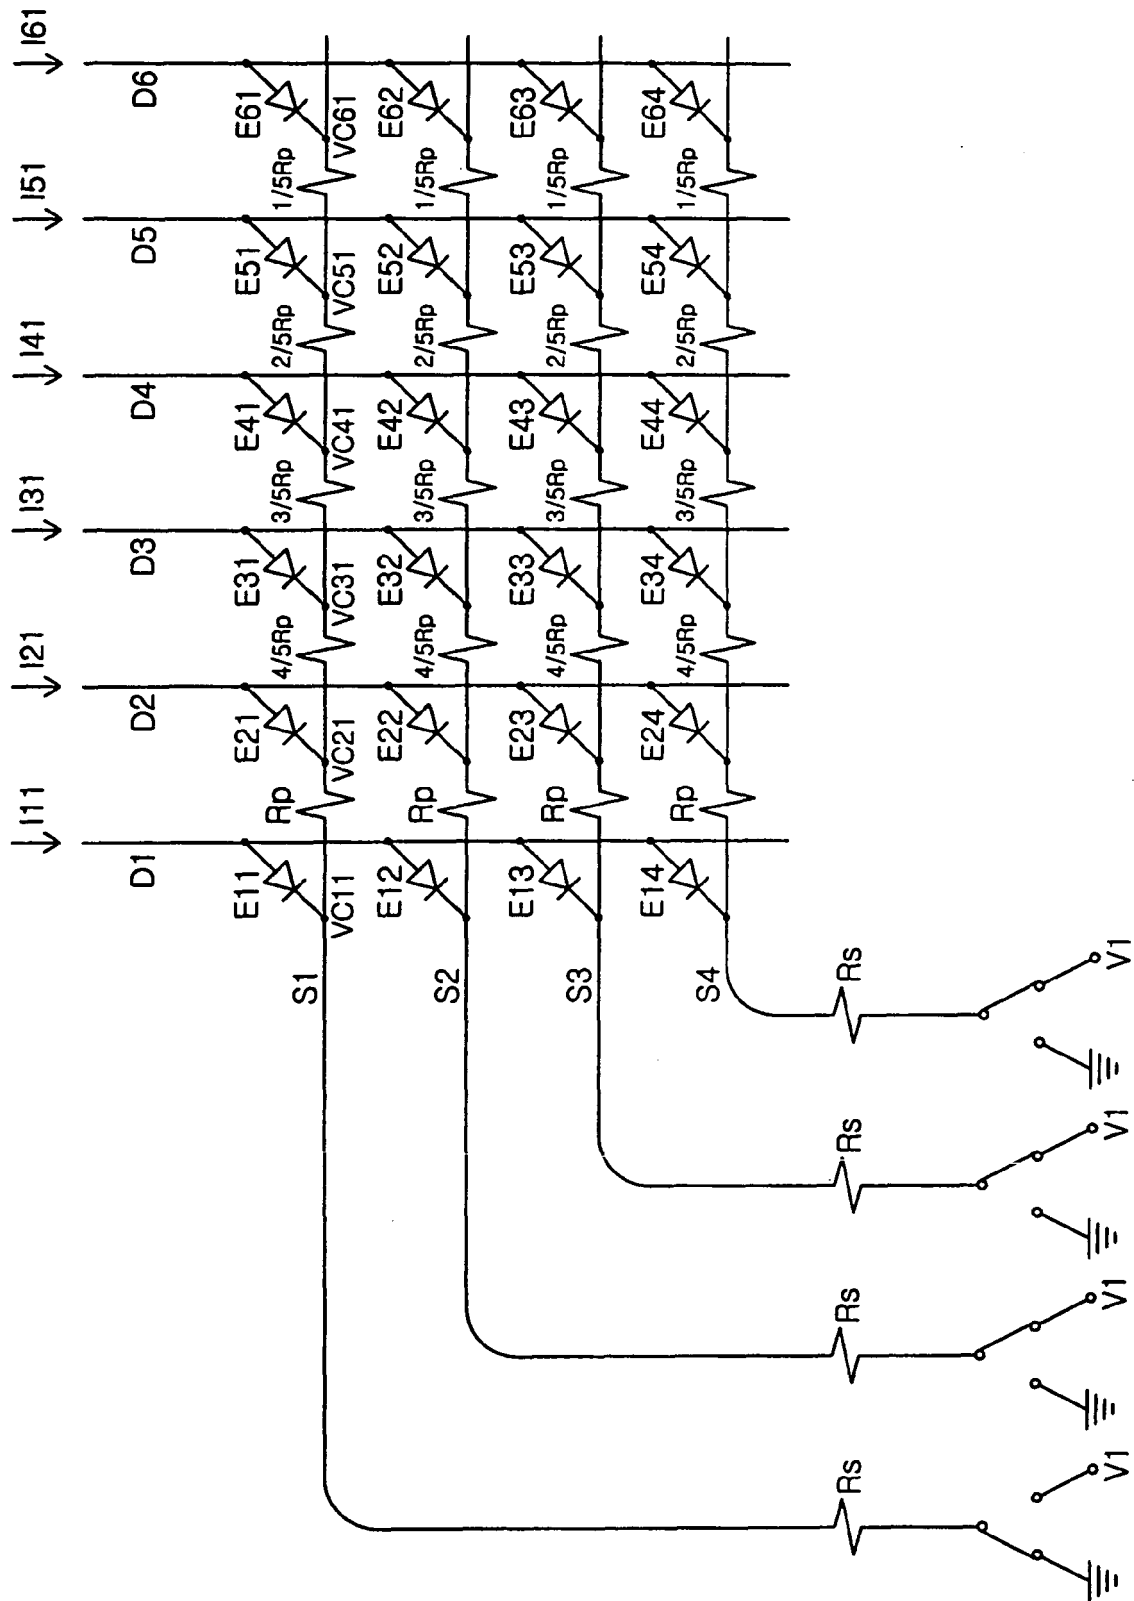 I111 I21 I31 I41 I51 I61
D1 D2 D3 D4 D5 D6
E11 E21 E31 E41 E51 E61
Rp 4/5Rp 3/5Rp 2/5Rp 1/5Rp
S1 VC11 VC21 VC31 VC41 VC51 VC61
E12 E22 E32 E42 E52 E62
Rp 4/5Rp 3/5Rp 2/5Rp 1/5Rp
S2
E13 E23 E33 E43 E53 E63
Rp 4/5Rp 3/5Rp 2/5Rp 1/5Rp
S3
E14 E24 E34 E44 E54 E64
Rp 4/5Rp 3/5Rp 2/5Rp 1/5Rp
S4
Rs Rs Rs Rs
V1 V1 V1 V1